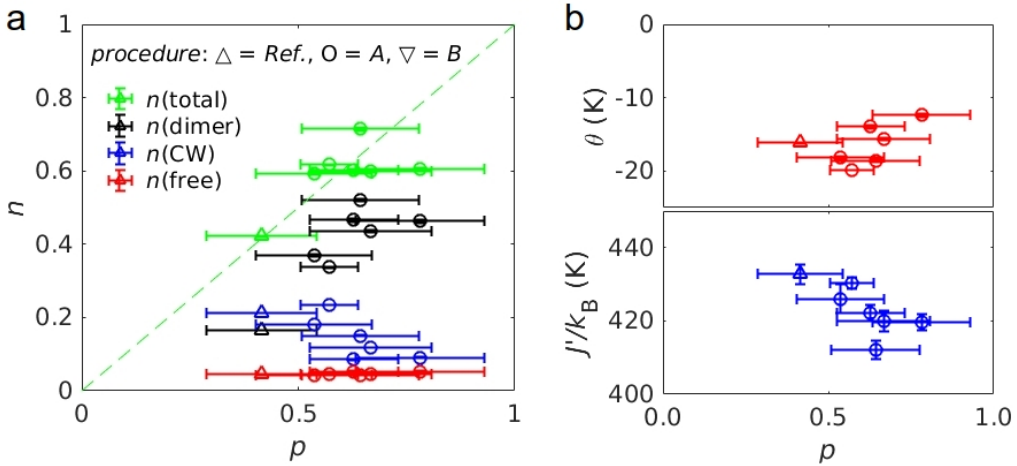 a
1
0.8
0.6
0.4
0.2
0
n
0
0.5
1
p
procedure: △ = Ref., O = A, ▽ = B
n(total)
n(dimer)
n(CW)
n(free)
b
0
-10
-20
θ (K)
440
420
400
J'/kB (K)
0.0
0.5
1.0
p